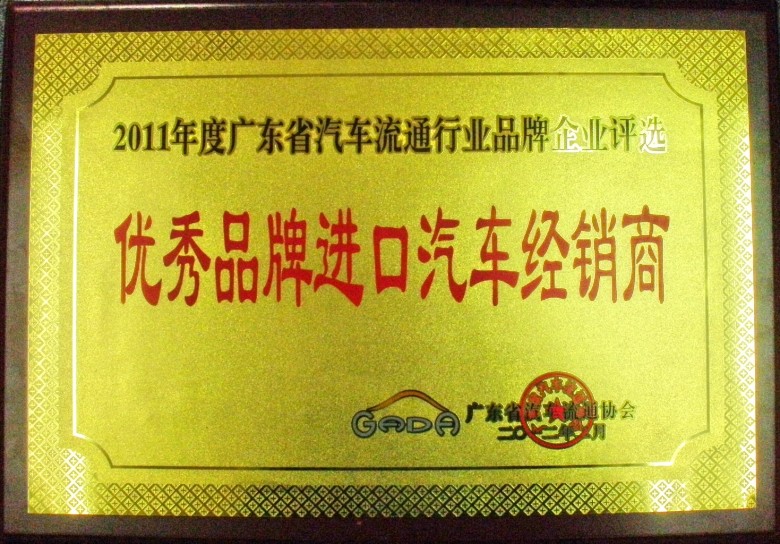 2011年度广东省汽车流通行业品牌企业评选
优秀品牌进口汽车经销商
GADA
广东省汽车流通协会
二〇一二年 月